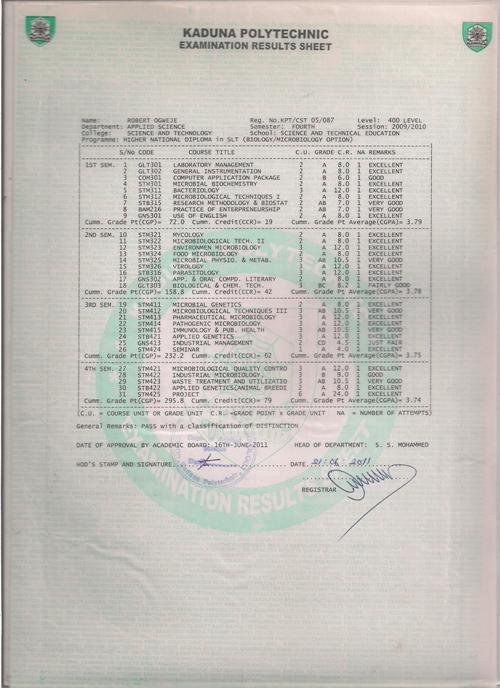 KADUNA POLYTECHNIC
EXAMINATION RESULTS SHEET
Name: ROBERT OGWEJE Reg. No.KPT/CST 05/087 Level: 400 LEVEL
Department: APPLIED SCIENCE Semester: FOURTH Session: 2009/2010
College: SCIENCE AND TECHNOLOGY School: SCIENCE AND TECHNICAL EDUCATION
Programme: HIGHER NATIONAL DIPLOMA in SLT (BIOLOGY/MICROBIOLOGY OPTION)
S/No CODE COURSE TITLE C.U. GRADE C.R. NA REMARKS
1ST SEM. 1 GLT301 LABORATORY MANAGEMENT 2 A 8.0 1 EXCELLENT
2 GLT302 GENERAL INSTRUMENTATION 2 A 8.0 1 EXCELLENT
3 COM301 COMPUTER APPLICATION PACKAGE 2 B 6.0 1 GOOD
4 STM301 MICROBIAL BIOCHEMISTRY 2 A 8.0 1 EXCELLENT
5 STM311 BACTERIOLOGY 3 A 12.0 1 EXCELLENT
6 STM312 MICROBIOLOGICAL TECHNIQUES I 2 A 8.0 1 EXCELLENT
7 STB315 RESEARCH METHODOLOGY & BIOSTAT 2 AB 7.0 1 VERY GOOD
8 BAM216 PRACTICE OF ENTREPRENEURSHIP 2 AB 7.0 1 VERY GOOD
9 GNS301 USE OF ENGLISH 2 A 8.0 1 EXCELLENT
Cumm. Grade Pt(CGP)= 72.0 Cumm. Credit(CCR)= 19 Cumm. Grade Pt Average(CGPA)= 3.79
2ND SEM. 10 STM321 MYCOLOGY 2 A 8.0 1 EXCELLENT
11 STM322 MICROBIOLOGICAL TECH. II 2 A 8.0 1 EXCELLENT
12 STM323 ENVIRONMEN MICROBIOLOGY 3 A 12.0 1 EXCELLENT
13 STM324 FOOD MICROBIOLOGY 2 A 8.0 1 EXCELLENT
14 STM325 MICROBIAL PHYSIO. & METAB. 3 AB 10.5 1 VERY GOOD
15 STM326 VIROLOGY 3 A 12.0 1 EXCELLENT
16 STB316 PARASITOLOGY 3 A 12.0 1 EXCELLENT
17 GNS302 APP. & ORAL COMPU. LITERARY 2 A 8.0 1 EXCELLENT
18 GLT303 BIOLOGICAL & CHEM. TECH. 3 BC 8.2 1 FAIRLY GOOD
Cumm. Grade Pt(CGP)= 158.8 Cumm. Credit(CCR)= 42 Cumm. Grade Pt Average(CGPA)= 3.78
3RD SEM. 19 STM411 MICROBIAL GENETICS 2 A 8.0 1 EXCELLENT
20 STM412 MICROBIOLOGICAL TECHNIQUES III 3 AB 10.5 1 VERY GOOD
21 STM413 PHARMACEUTICAL MICROBIOLOGY 3 A 12.0 1 EXCELLENT
22 STM414 PATHOGENIC MICROBIOLOGY 3 A 12.0 1 EXCELLENT
23 STM415 IMMUNOLOGY & PUB. HEALTH 3 AB 10.5 1 VERY GOOD
24 STB421 APPLIED GENETICS 3 A 12.0 1 EXCELLENT
25 GNS413 INDUSTRIAL MANAGEMENT 2 CD 4.5 1 JUST FAIR
26 STM424 SEMINAR 1 A 4.0 1 EXCELLENT
Cumm. Grade Pt(CGP)= 232.2 Cumm. Credit(CCR)= 62 Cumm. Grade Pt Average(CGPA)= 3.75
4TH SEM. 27 STM421 MICROBIOLOGICAL QUALITY CONTRO 3 A 12.0 1 EXCELLENT
28 STM422 INDUSTRIAL MICROBIOLOGY. 3 B 9.0 1 GOOD
29 STM423 WASTE TREATMENT AND UTILIZATIO 3 AB 10.5 1 VERY GOOD
30 STB422 APPLIED GENETICS(ANIMAL BREEDI 2 A 8.0 1 EXCELLENT
31 STM425 PROJECT 6 A 24.0 1 EXCELLENT
Cumm. Grade Pt(CGP)= 295.8 Cumm. Credit(CCR)= 79 Cumm. Grade Pt Average(CGPA)= 3.74
(C.U. = COURSE UNIT OR GRADE UNIT C.R. =GRADE POINT x GRADE UNIT NA = NUMBER OF ATTEMPTS)
General Remarks: PASS with a classification of DISTINCTION
DATE OF APPROVAL BY ACADEMIC BOARD: 16TH-JUNE-2011 HEAD OF DEPARTMENT: S. S. MOHAMMED
HOD'S STAMP AND SIGNATURE DATE. 21.06.2011
REGISTRAR
EXAMINATION RESULT